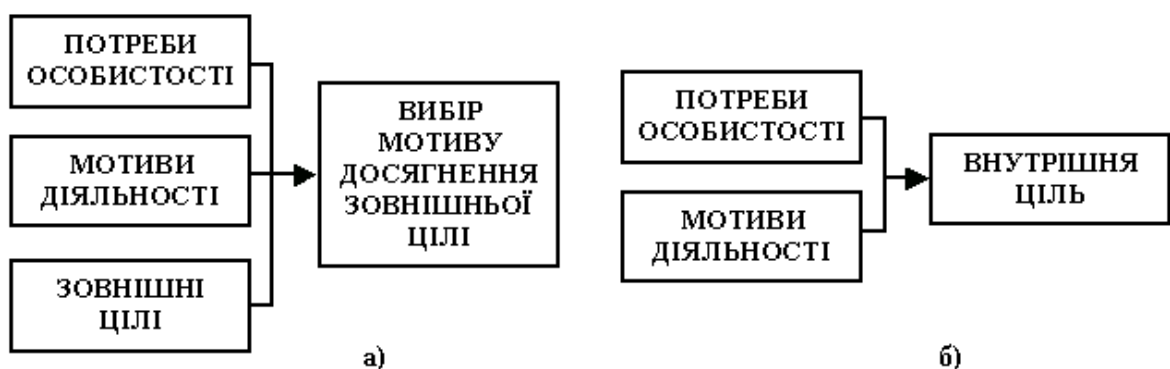 ПОТРЕБИ
ОСОБИСТОСТІ
МОТИВИ
ДІЯЛЬНОСТІ
ЗОВНІШНІ
ЦІЛІ
ВИБІР
МОТИВУ
ДОСЯГНЕННЯ
ЗОВНІШНЬОЇ
ЦІЛІ
а)
ПОТРЕБИ
ОСОБИСТОСТІ
МОТИВИ
ДІЯЛЬНОСТІ
ВНУТРІШНЯ
ЦІЛЬ
б)